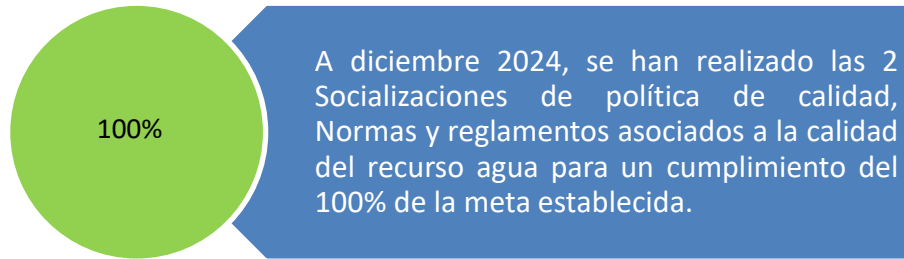 100%
A diciembre 2024, se han realizado las 2
Socializaciones de política de calidad,
Normas y reglamentos asociados a la calidad
del recurso agua para un cumplimiento del
100% de la meta establecida.